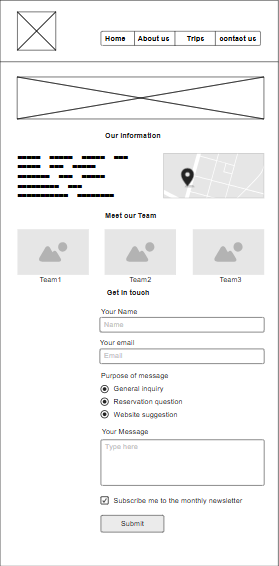 Home About us Trips contact us
Our Information
Meet our Team
Team1 Team2 Team3
Get in touch
Your Name
Name
Your email
Email
Purpose of message
General inquiry
Reservation question
Website suggestion
Your Message
Type here
Subscribe me to the monthly newsletter
Submit